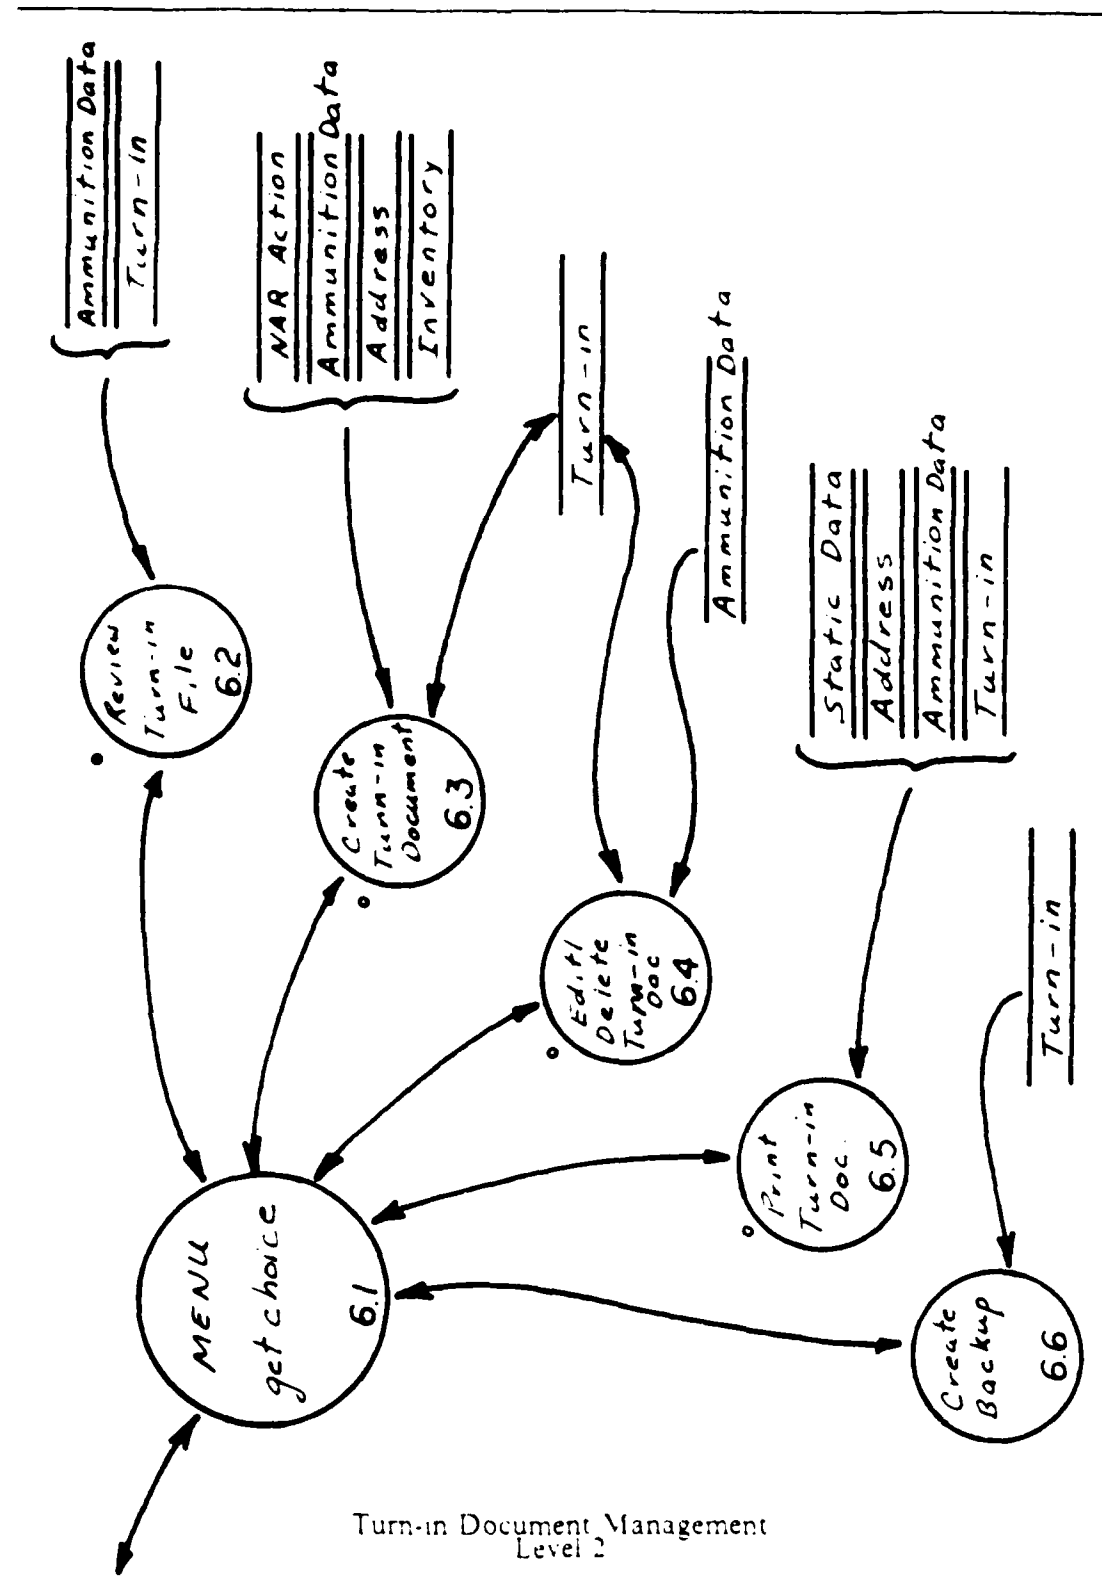 Ammunition Data
Turn-in
NAR Action
Ammunition Data
Address
Inventory
Turn-in
Ammunition Data
Static Data
Address
Ammunition Data
Turn-in
Turn-in
Review
Turn-in
File
6.2
Create
Turn-in
Document
6.3
Edit/
Delete
Turn-in
Doc
6.4
Print
Turn-in
Doc.
6.5
Create
Backup
6.6
MENU
get choice
6.1
Turn-in Document Management
Level 2